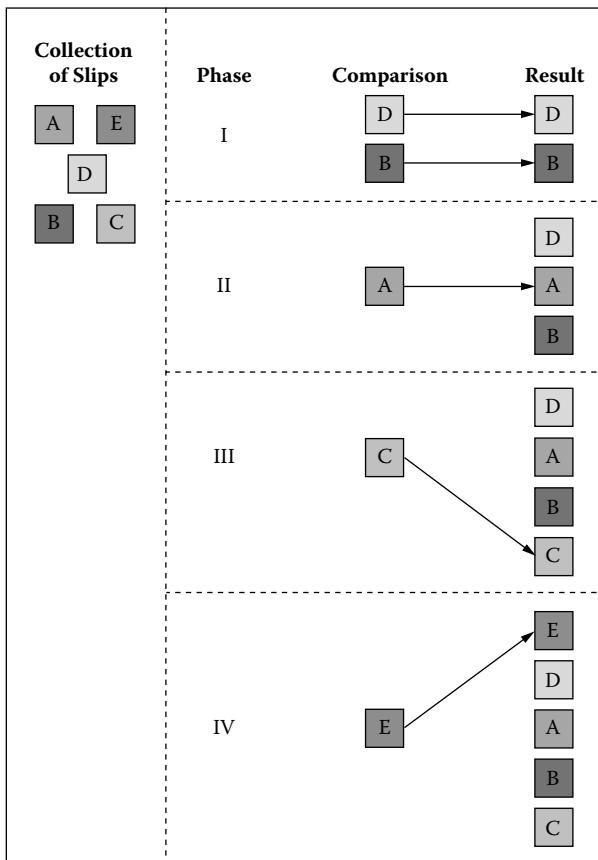 Collection
of Slips
A E
D
B C
Phase Comparison Result
I
D D
B B
II
D
A A
B
III
D
C A
B
C
IV
E
D
E A
B
C